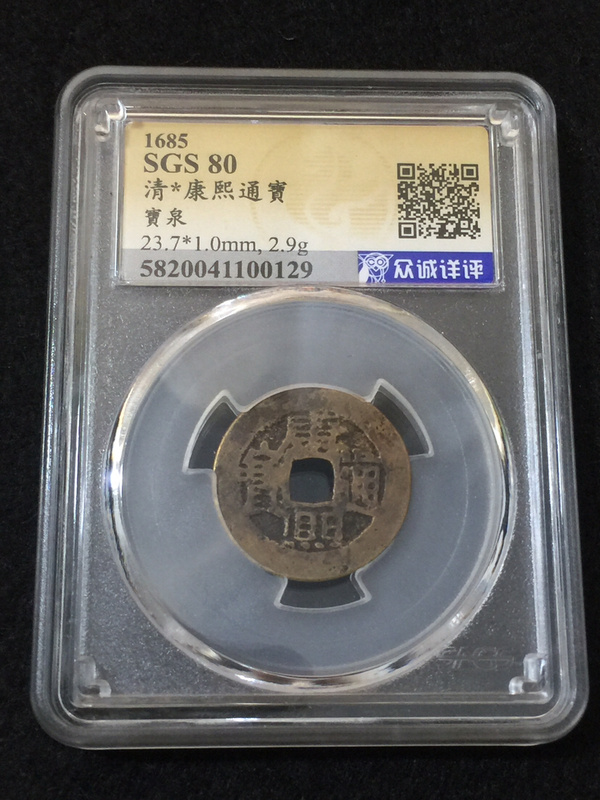 1685
SGS 80
清*康熙通寶
寶泉
23.7*1.0mm, 2.9g
5820041100129
众诚详评
康熙通寶